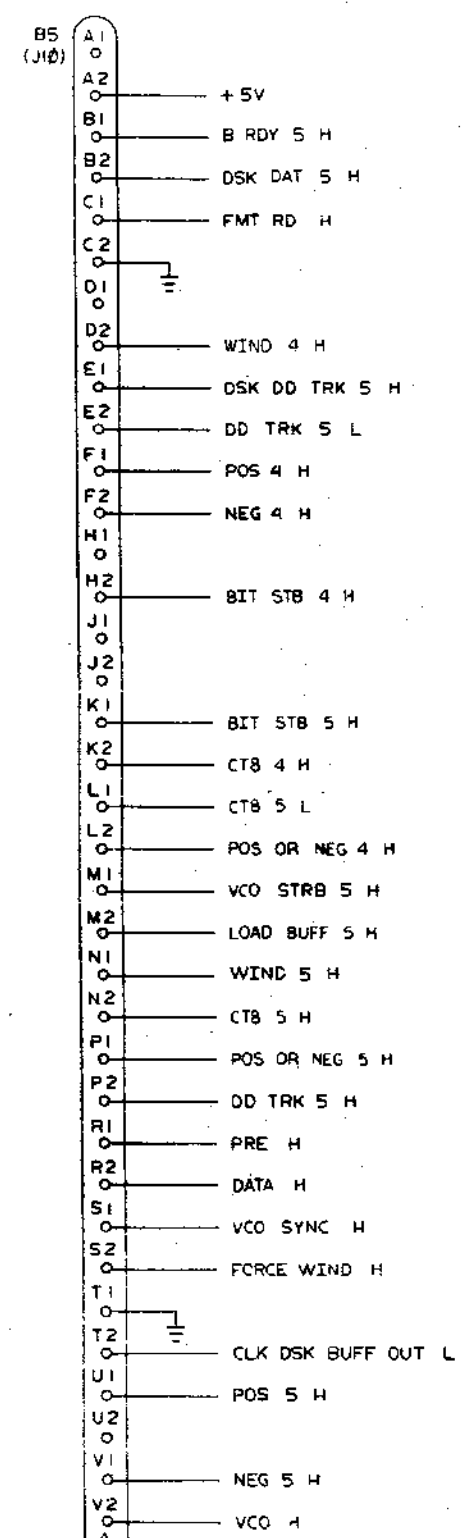 B5 A1
(J1Ø)
A2
+5V
B1
B RDY 5 H
B2
DSK DAT 5 H
C1
FMT RD H
C2
D1
D2
WIND 4 H
E1
DSK DD TRK 5 H
E2
DD TRK 5 L
F1
POS 4 H
F2
NEG 4 H
H1
H2
BIT STB 4 H
J1
J2
K1
BIT STB 5 H
K2
CTB 4 H
L1
CTB 5 L
L2
POS OR NEG 4 H
M1
VCO STRB 5 H
M2
LOAD BUFF 5 H
N1
WIND 5 H
N2
CTB 5 H
P1
POS OR NEG 5 H
P2
DD TRK 5 H
R1
PRE H
R2
DATA H
S1
VCO SYNC H
S2
FORCE WIND H
T1
T2
CLK DSK BUFF OUT L
U1
POS 5 H
U2
V1
NEG 5 H
V2
VCO H